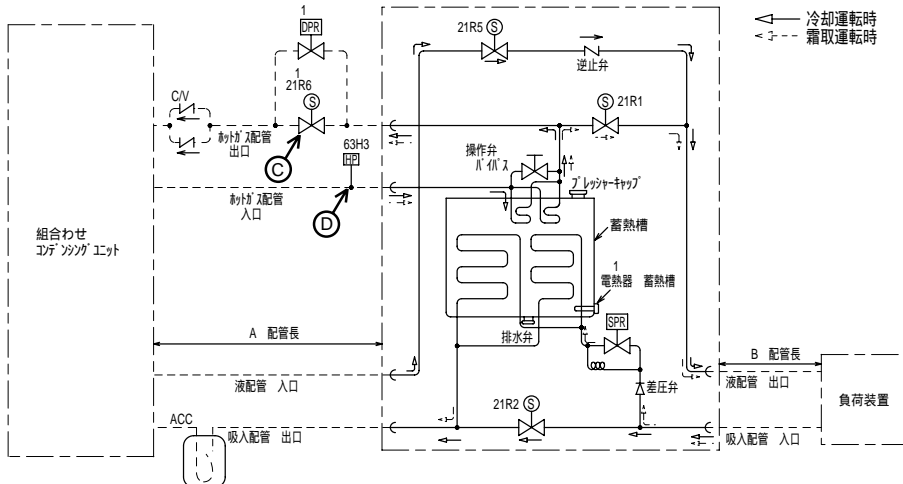 冷却運転時
霜取運転時
1
DPR
1
21R6
S
C/V
ホットガス配管
出口
C
63H3
HP
D
ホットガス配管
入口
21R5
S
逆止弁
S
21R1
操作弁
バイパス
プレッシャーキャップ
蓄熱槽
1
電熱器 蓄熱槽
組合わせ
コンデンシングユニット
排水弁
SPR
差圧弁
A 配管長
B 配管長
液配管 入口
液配管 出口
負荷装置
21R2
S
ACC
吸入配管 出口
吸入配管 入口